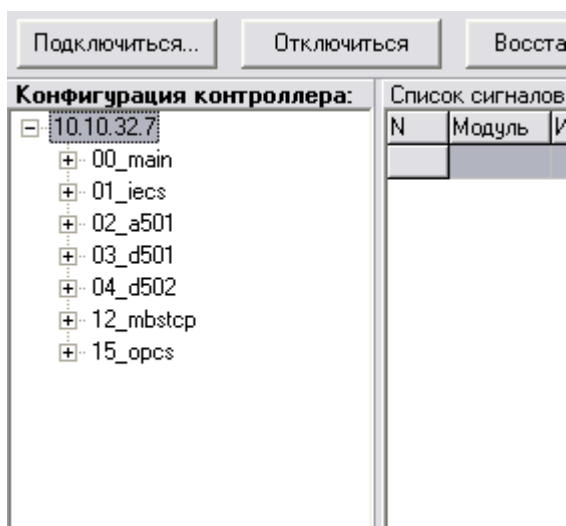 Подключиться... Отключиться Восста
Конфигурация контроллера: Список сигналов
10.10.32.7 N Модуль И
00_main
01_iecs
02_a501
03_d501
04_d502
12_mbstcp
15_opcs